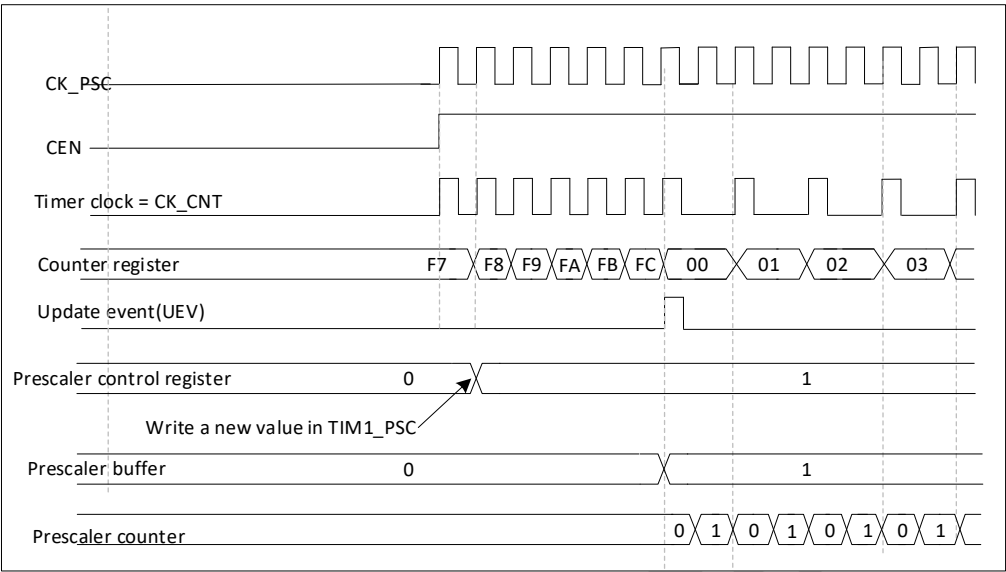 CK_PSC
CEN
Timer clock = CK_CNT
Counter register F7 F8 F9 FA FB FC 00 01 02 03
Update event(UEV)
Prescaler control register 0 1
Write a new value in TIM1_PSC
Prescaler buffer 0 1
Prescaler counter 0 1 0 1 0 1 0 1